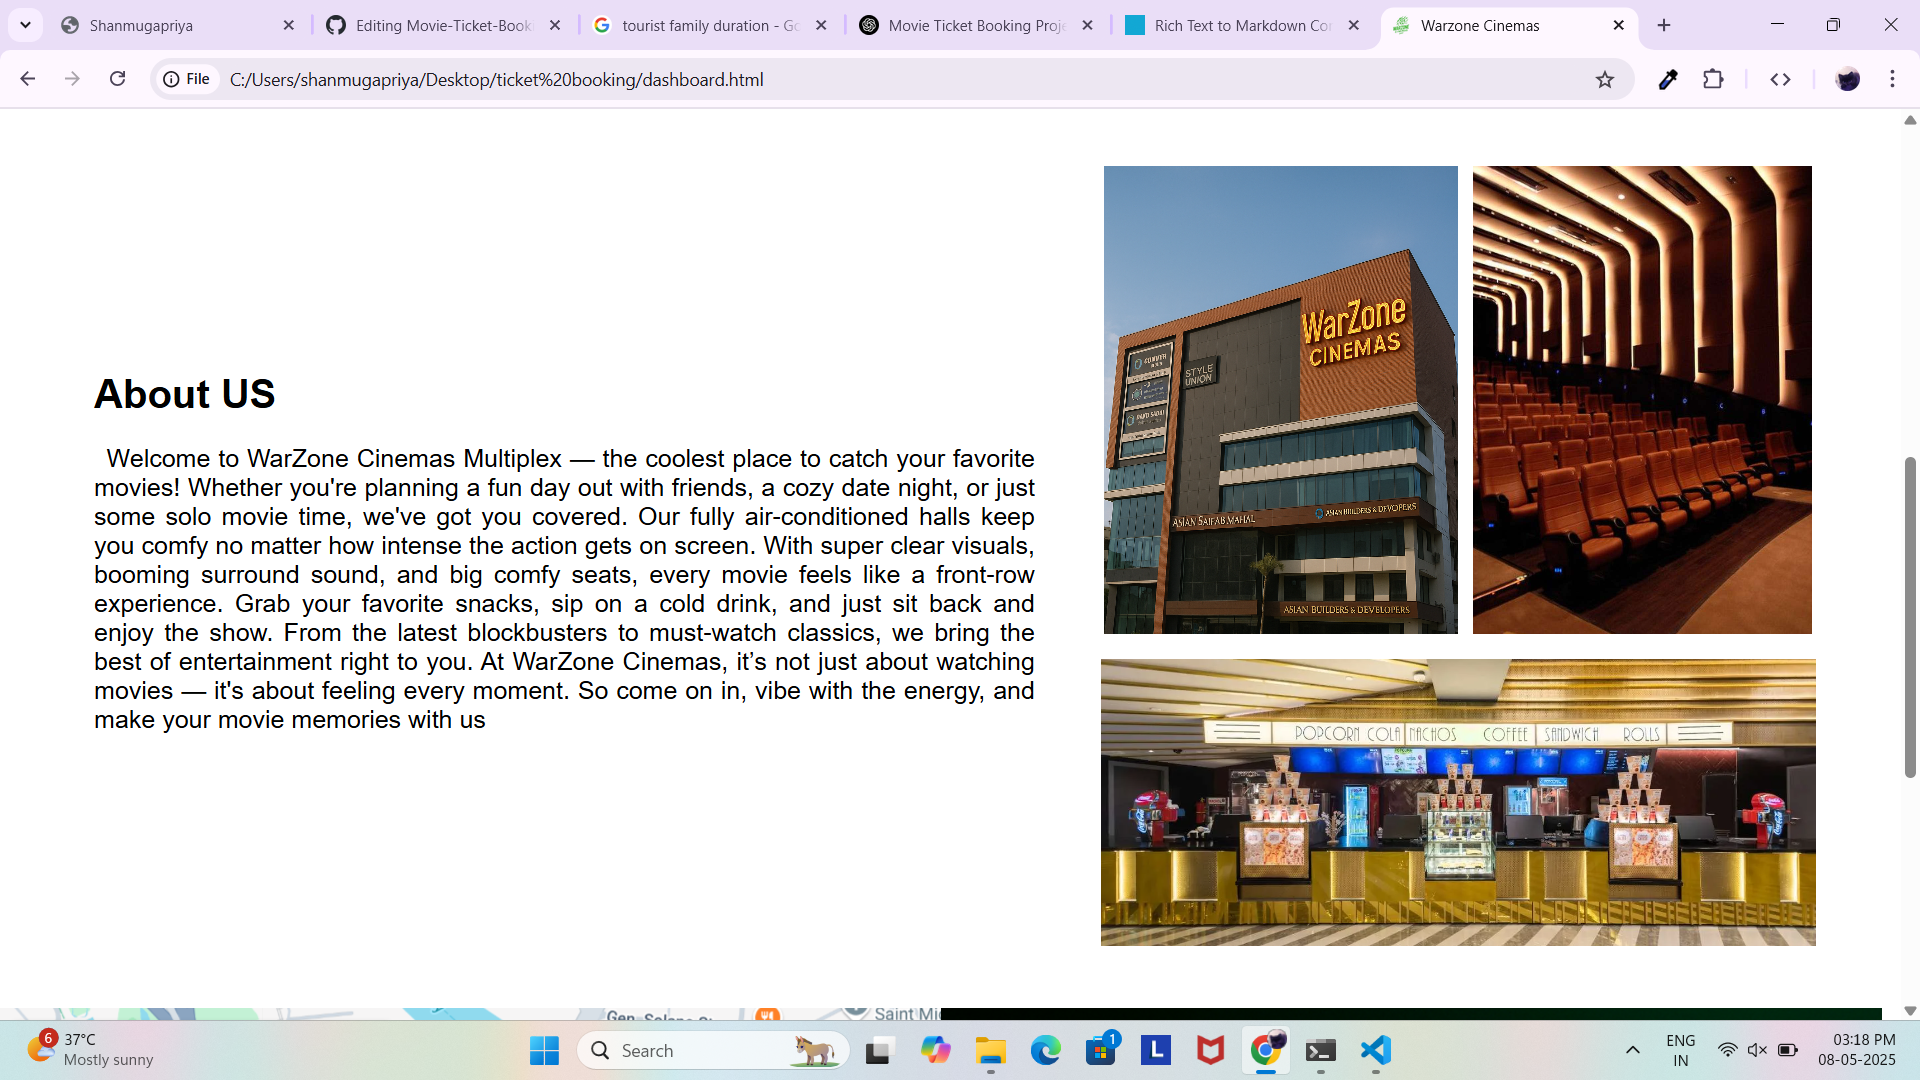 Shanmugapriya
Editing Movie-Ticket-Booki
tourist family duration - Go
Movie Ticket Booking Proje
Rich Text to Markdown Cor
Warzone Cinemas
File
C:/Users/shanmugapriya/Desktop/ticket%20booking/dashboard.html
About US
Welcome to WarZone Cinemas Multiplex — the coolest place to catch your favorite
movies! Whether you're planning a fun day out with friends, a cozy date night, or just
some solo movie time, we've got you covered. Our fully air-conditioned halls keep
you comfy no matter how intense the action gets on screen. With super clear visuals,
booming surround sound, and big comfy seats, every movie feels like a front-row
experience. Grab your favorite snacks, sip on a cold drink, and just sit back and
enjoy the show. From the latest blockbusters to must-watch classics, we bring the
best of entertainment right to you. At WarZone Cinemas, it’s not just about watching
movies — it's about feeling every moment. So come on in, vibe with the energy, and
make your movie memories with us
WarZone
CINEMAS
STYLE
UNION
ASIAN SAIFAB MAHAL
ASIAN BUILDERS & DEVOPERS
ASIAN BUILDERS & DEVELOPERS
POPCORN COLA NACHOS COFFEE SANDWICH ROLLS
Saint Mic
6
37°C
Mostly sunny
Search
1
L
ENG
IN
03:18 PM
08-05-2025